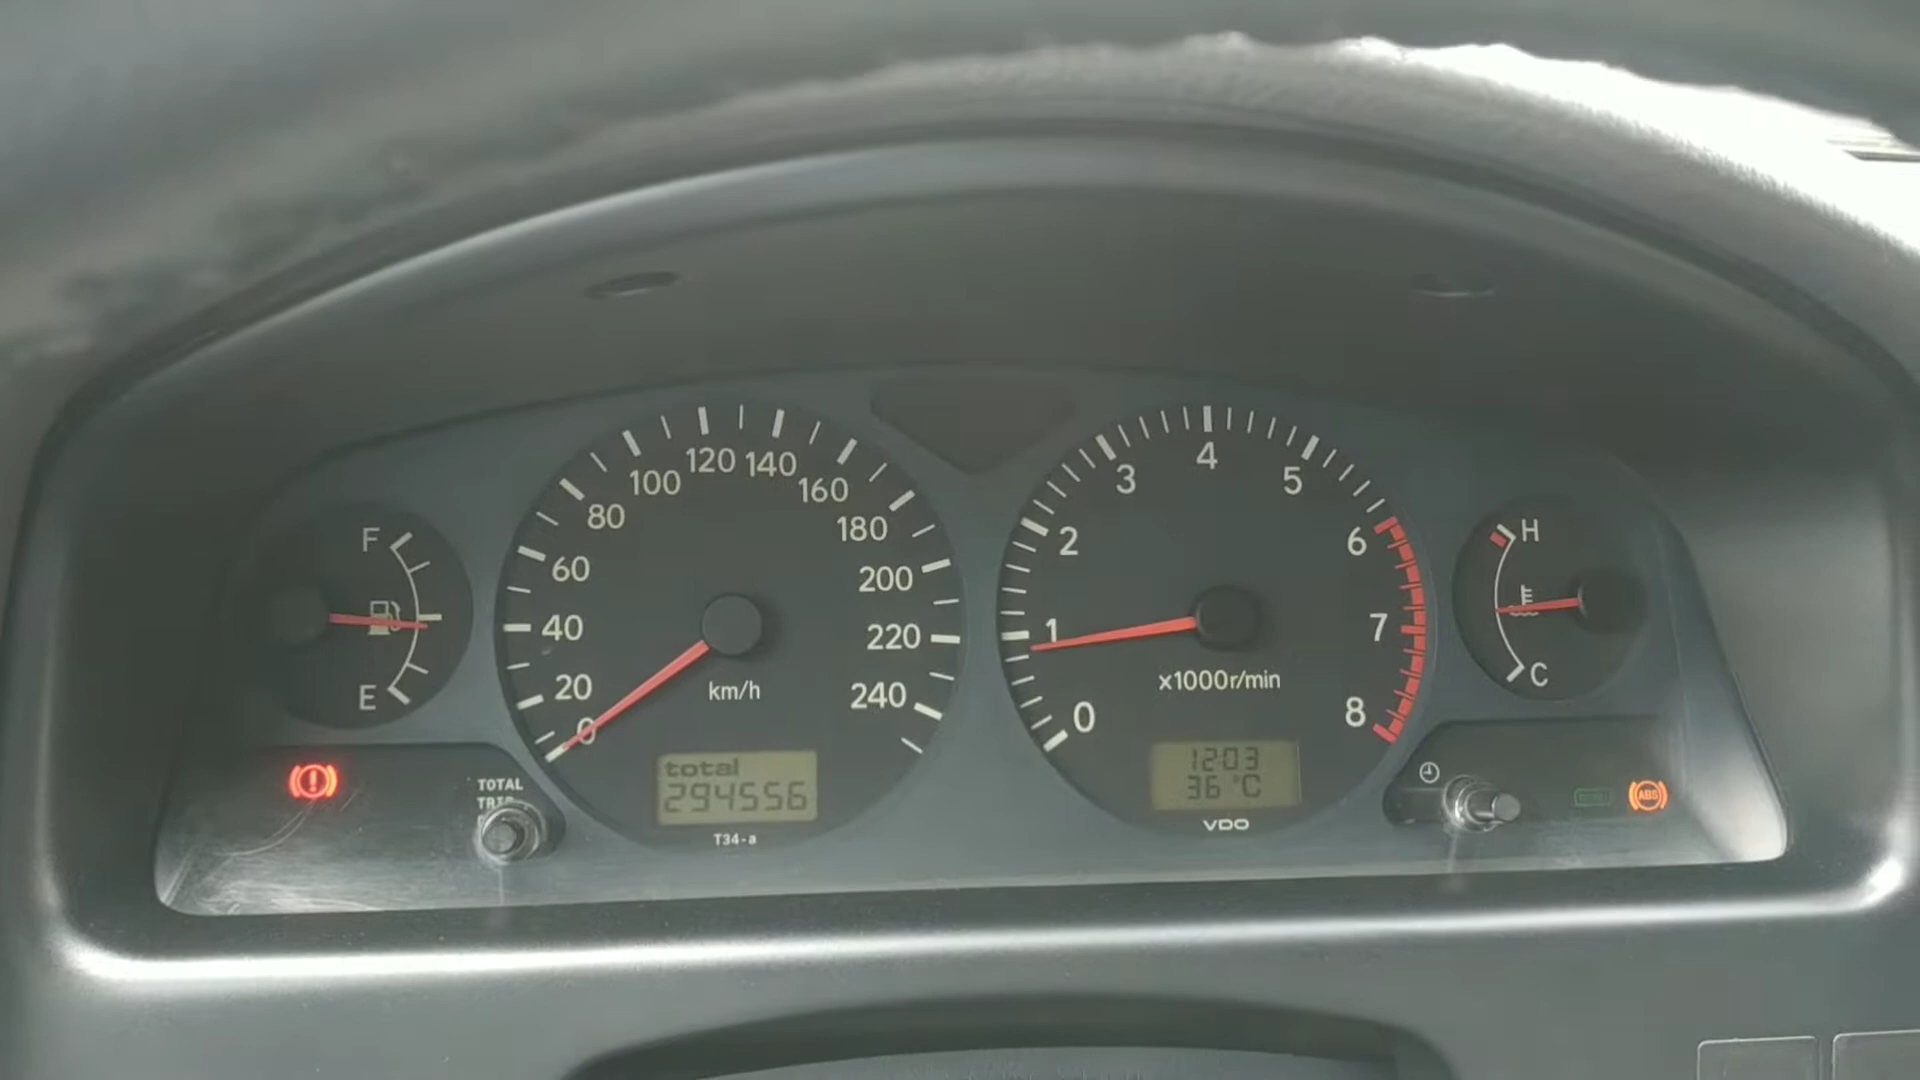 F
E
TOTAL
TRIP
0
20
40
60
80
100
120
140
160
180
200
220
240
km/h
total
294556
T34-a
0
1
2
3
4
5
6
7
8
x1000r/min
12:03
36 °C
VDO
H
C
!
ABS